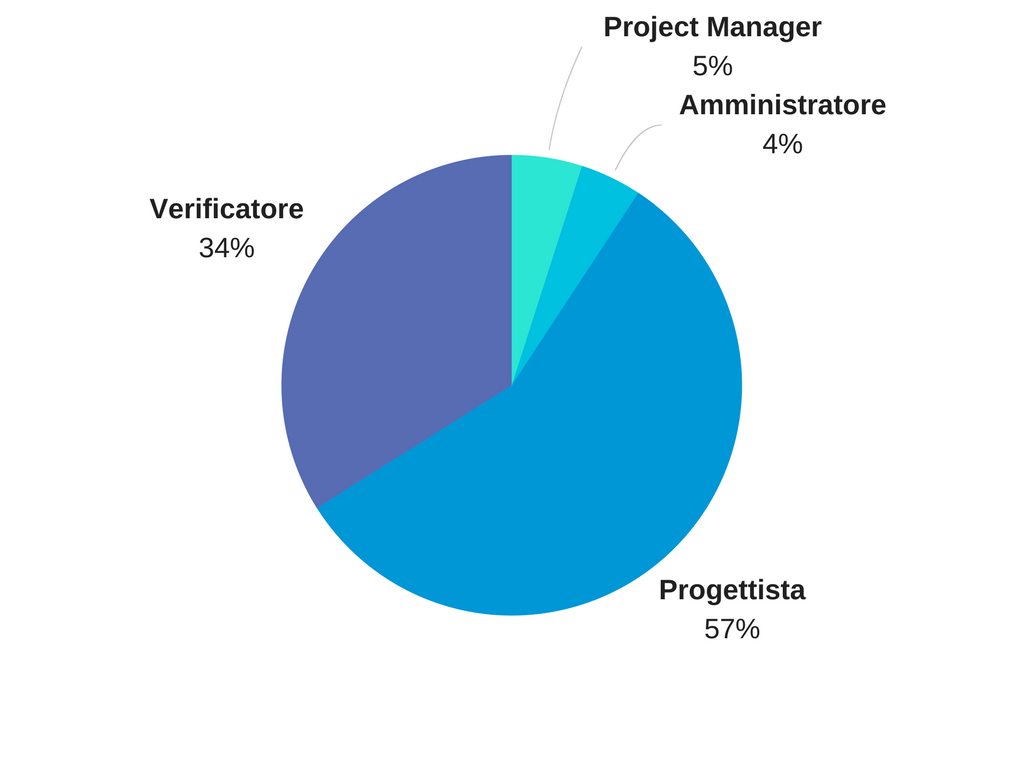 Project Manager
5%
Amministratore
4%
Verificatore
34%
Progettista
57%